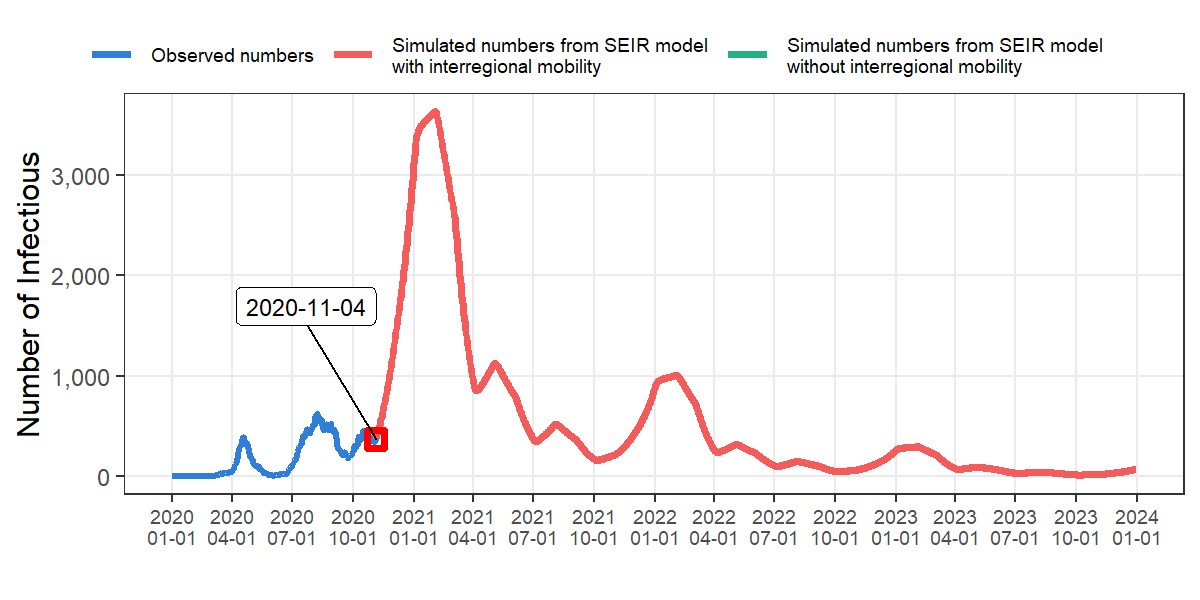 Observed numbers
Simulated numbers from SEIR model
with interregional mobility
Simulated numbers from SEIR model
without interregional mobility
Number of Infectious
3,000
2,000
1,000
0
2020-11-04
2020 2020 2020 2020 2021 2021 2021 2021 2022 2022 2022 2022 2023 2023 2023 2023 2024
01-01 04-01 07-01 10-01 01-01 04-01 07-01 10-01 01-01 04-01 07-01 10-01 01-01 04-01 07-01 10-01 01-01